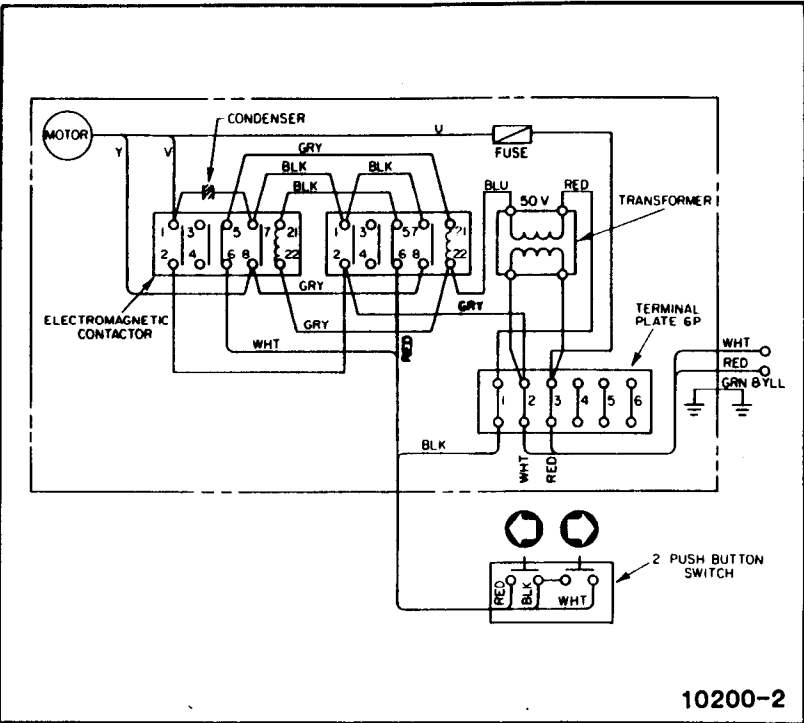 CONDENSER
MOTOR
U
FUSE
Y
V
GRY
BLK
BLK
BLK
BLK
BLU
50 V
RED
TRANSFORMER
1
3
5
7
21
2
4
6
8
22
1
3
5
7
21
2
4
6
8
22
GRY
GRY
GRY
ELECTROMAGNETIC
CONTACTOR
WHT
RED
TERMINAL
PLATE 6P
WHT
RED
GRN 8 YLL
1
2
3
4
5
6
BLK
WHT
RED
2 PUSH BUTTON
SWITCH
RED
BLK
WHT
10200-2